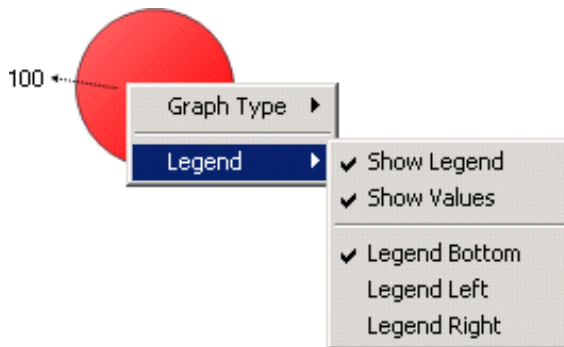 100
Graph Type
Legend
Show Legend
Show Values
Legend Bottom
Legend Left
Legend Right